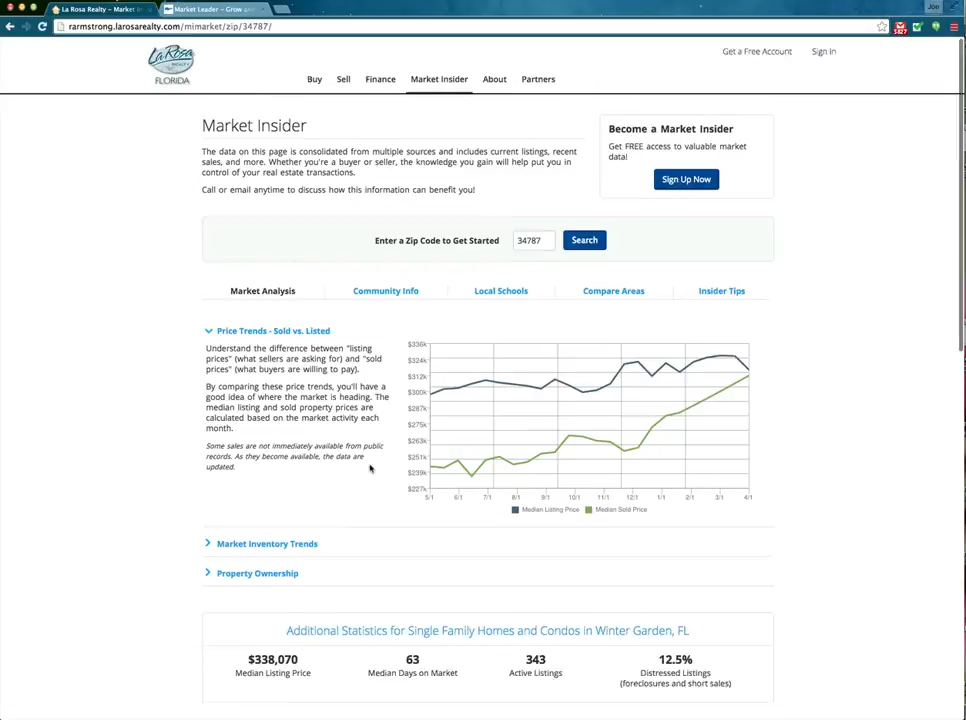 La Rosa Realty – Market In
Market Leader – Grow an
Joe
rarmstrong.larosarealty.com/mimarket/zip/34787/
LaRosa
REALTY
FLORIDA
Get a Free Account
Sign In
Buy
Sell
Finance
Market Insider
About
Partners
Market Insider
The data on this page is consolidated from multiple sources and includes current listings, recent
sales, and more. Whether you're a buyer or seller, the knowledge you gain will help put you in
control of your real estate transactions.
Call or email anytime to discuss how this information can benefit you!
Become a Market Insider
Get FREE access to valuable market
data!
Sign Up Now
Enter a Zip Code to Get Started
34787
Search
Market Analysis
Community Info
Local Schools
Compare Areas
Insider Tips
Price Trends - Sold vs. Listed
Understand the difference between "listing
prices" (what sellers are asking for) and "sold
prices" (what buyers are willing to pay).
By comparing these price trends, you'll have a
good idea of where the market is heading. The
median listing and sold property prices are
calculated based on the market activity each
month.
Some sales are not immediately available from public
records. As they become available, the data are
updated.
$336k
$324k
$312k
$300k
$287k
$275k
$263k
$251k
$239k
$227k
5/1 6/1 7/1 8/1 9/1 10/1 11/1 12/1 1/1 2/1 3/1 4/1
Median Listing Price
Median Sold Price
Market Inventory Trends
Property Ownership
Additional Statistics for Single Family Homes and Condos in Winter Garden, FL
$338,070
Median Listing Price
63
Median Days on Market
343
Active Listings
12.5%
Distressed Listings
(foreclosures and short sales)